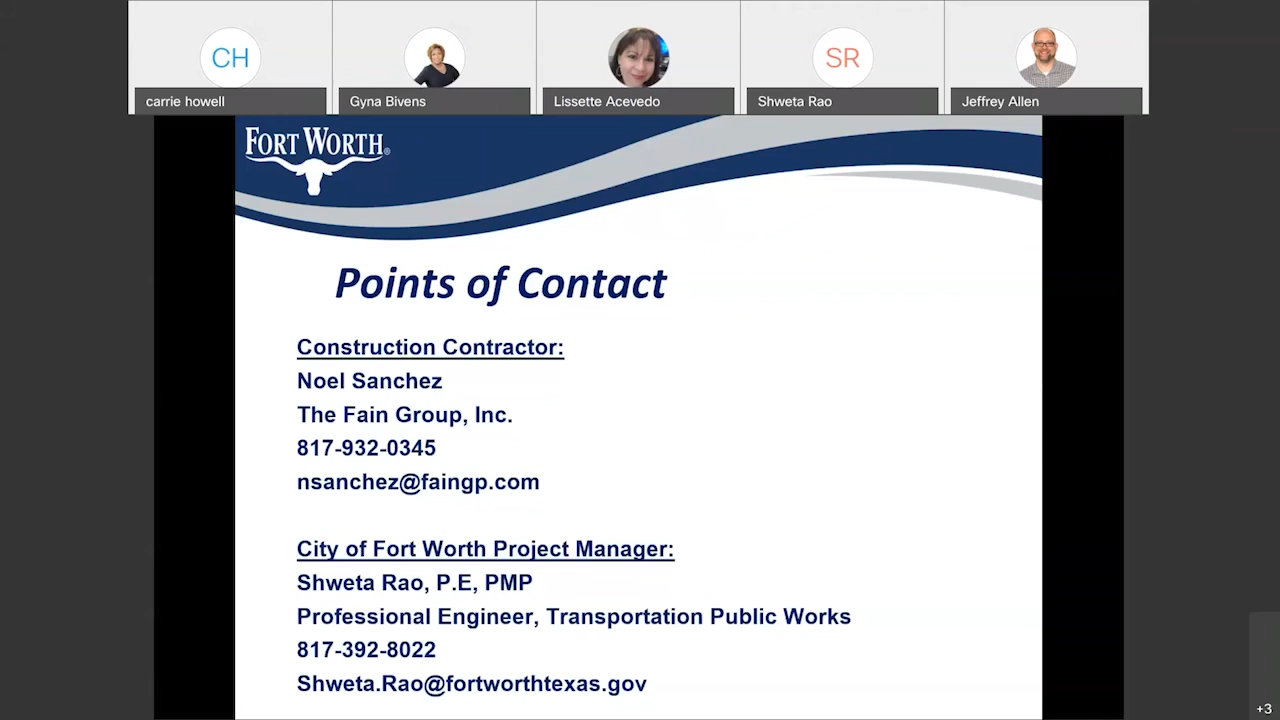 CH
SR
carrie howell
Gyna Bivens
Lissette Acevedo
Shweta Rao
Jeffrey Allen
FORT WORTH®
Points of Contact
Construction Contractor:
Noel Sanchez
The Fain Group, Inc.
817-932-0345
nsanchez@faingp.com
City of Fort Worth Project Manager:
Shweta Rao, P.E, PMP
Professional Engineer, Transportation Public Works
817-392-8022
Shweta.Rao@fortworthtexas.gov
+3